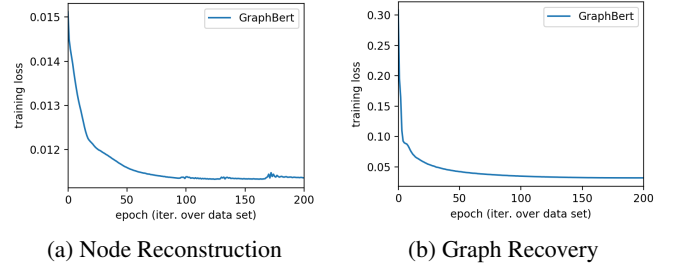 0.015
0.014
0.013
0.012
training loss
GraphBert
0 50 100 150 200
epoch (iter. over data set)
(a) Node Reconstruction
0.30
0.25
0.20
0.15
0.10
0.05
training loss
GraphBert
0 50 100 150 200
epoch (iter. over data set)
(b) Graph Recovery